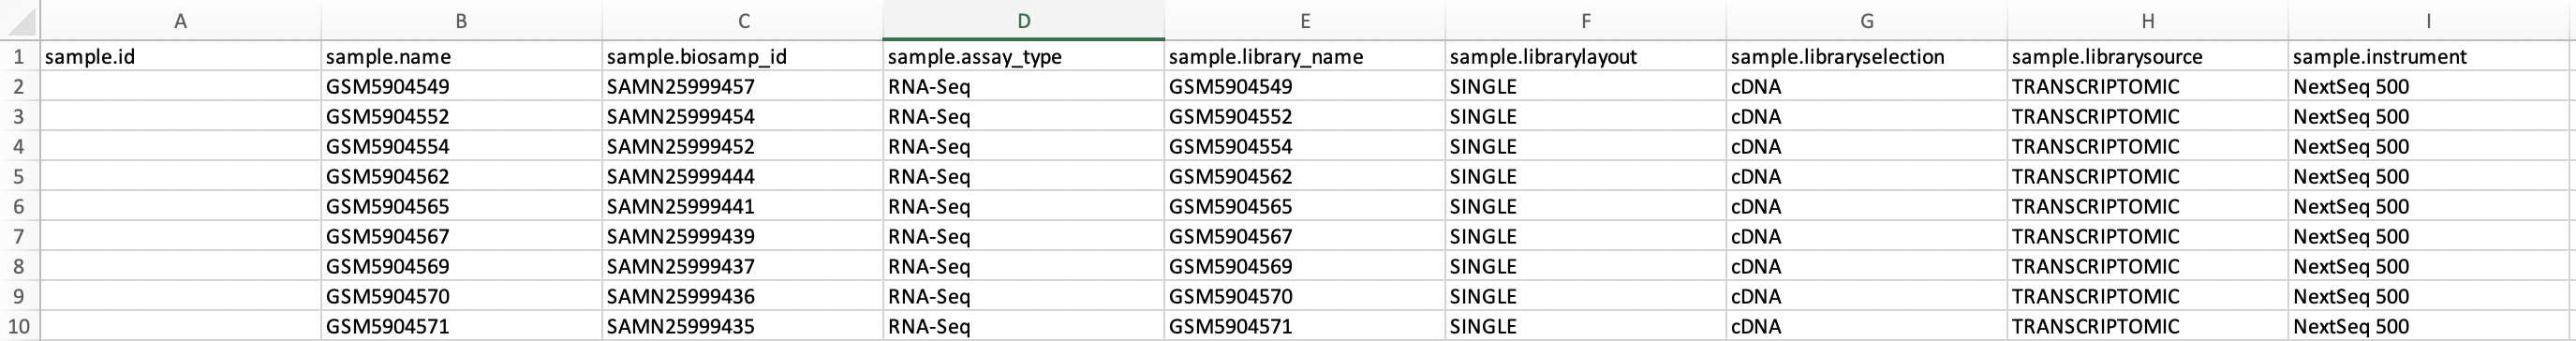 A B C D E F G H I
1 sample.id sample.name sample.biosamp_id sample.assay_type sample.library_name sample.librarylayout sample.libraryselection sample.librarysource sample.instrument
2 GSM5904549 SAMN25999457 RNA-Seq GSM5904549 SINGLE cDNA TRANSCRIPTOMIC NextSeq 500
3 GSM5904552 SAMN25999454 RNA-Seq GSM5904552 SINGLE cDNA TRANSCRIPTOMIC NextSeq 500
4 GSM5904554 SAMN25999452 RNA-Seq GSM5904554 SINGLE cDNA TRANSCRIPTOMIC NextSeq 500
5 GSM5904562 SAMN25999444 RNA-Seq GSM5904562 SINGLE cDNA TRANSCRIPTOMIC NextSeq 500
6 GSM5904565 SAMN25999441 RNA-Seq GSM5904565 SINGLE cDNA TRANSCRIPTOMIC NextSeq 500
7 GSM5904567 SAMN25999439 RNA-Seq GSM5904567 SINGLE cDNA TRANSCRIPTOMIC NextSeq 500
8 GSM5904569 SAMN25999437 RNA-Seq GSM5904569 SINGLE cDNA TRANSCRIPTOMIC NextSeq 500
9 GSM5904570 SAMN25999436 RNA-Seq GSM5904570 SINGLE cDNA TRANSCRIPTOMIC NextSeq 500
10 GSM5904571 SAMN25999435 RNA-Seq GSM5904571 SINGLE cDNA TRANSCRIPTOMIC NextSeq 500